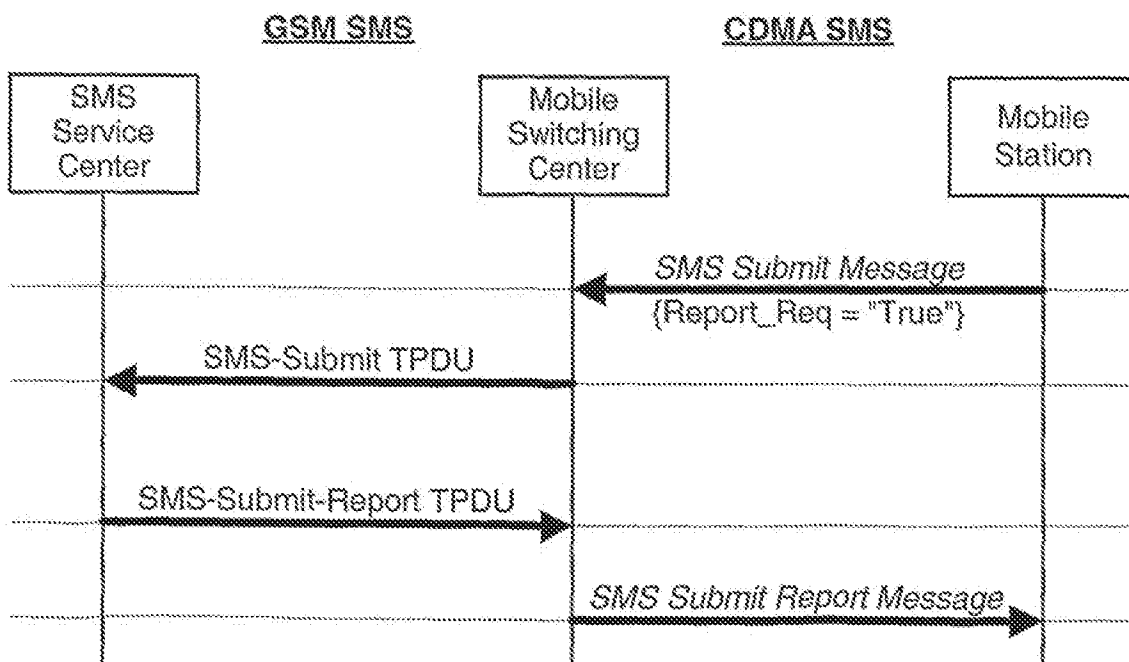 GSM SMS
CDMA SMS
SMS
Service
Center
Mobile
Switching
Center
Mobile
Station
SMS Submit Message
{Report_Req = "True"}
SMS-Submit TPDU
SMS-Submit-Report TPDU
SMS Submit Report Message